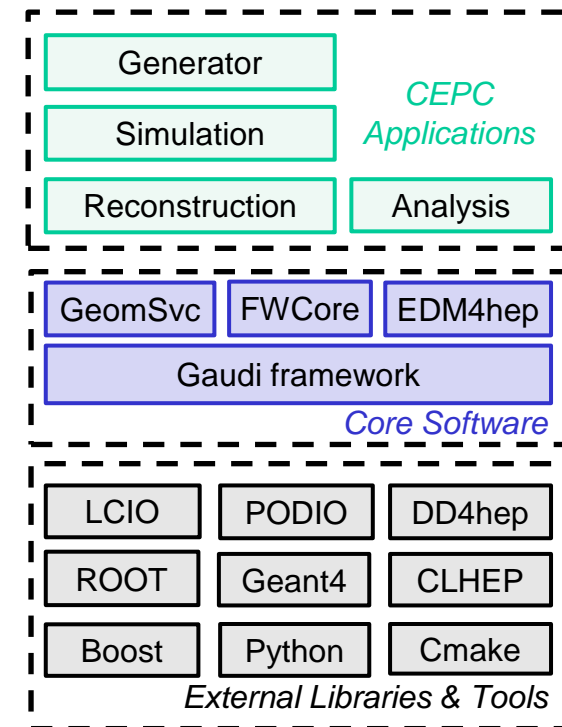 Generator
CEPC
Applications
Simulation
Reconstruction
Analysis
GeomSvc
FWCore
EDM4hep
Gaudi framework
Core Software
LCIO
PODIO
DD4hep
ROOT
Geant4
CLHEP
Boost
Python
Cmake
External Libraries & Tools